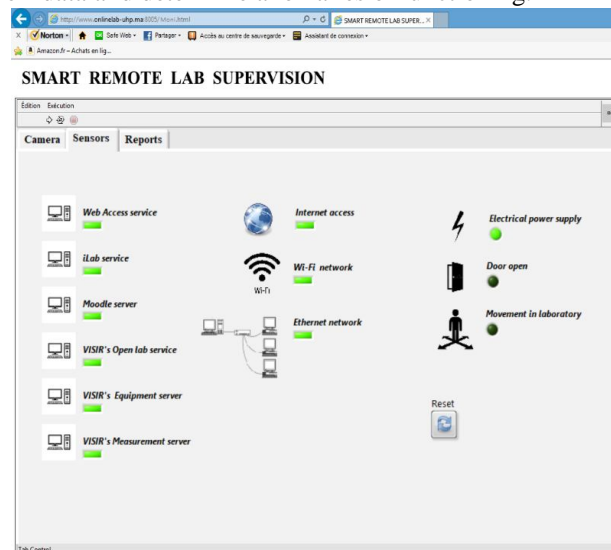 http://www.onlinelab-uhp.ma:8005/Main.html
SMART REMOTE LAB SUPER...
Norton
Safe Web
Partager
Accès au centre de sauvegarde
Assistant de connexion
Amazon.fr – Achats en lig...
SMART REMOTE LAB SUPERVISION
Edition Exécution
Camera Sensors Reports
Web Access service
Internet access
Electrical power supply
iLab service
Wi-Fi network
Door open
Wi-Fi
Moodle server
Ethernet network
Movement in laboratory
VISIR's Open lab service
VISIR's Equipment server
Reset
VISIR's Measurement server
Tab Control